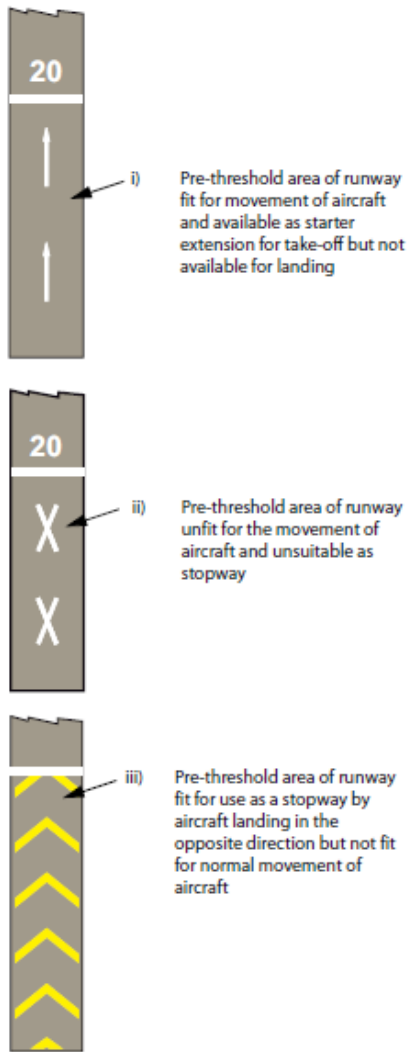 20
i) Pre-threshold area of runway
fit for movement of aircraft
and available as starter
extension for take-off but not
available for landing
20
ii) Pre-threshold area of runway
unfit for the movement of
aircraft and unsuitable as
stopway
iii) Pre-threshold area of runway
fit for use as a stopway by
aircraft landing in the
opposite direction but not fit
for normal movement of
aircraft